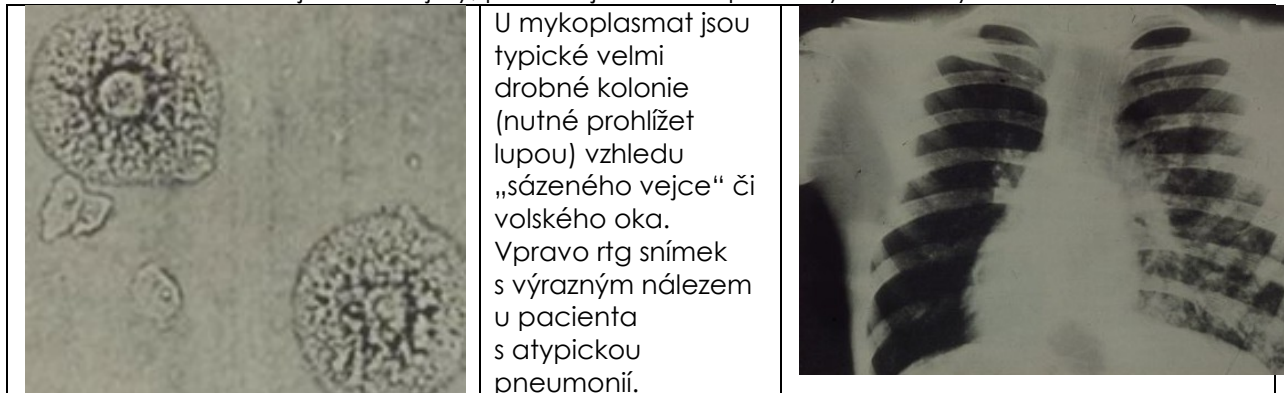 U mykoplasmat jsou
typické velmi
drobné kolonie
(nutné prohlížet
lupou) vzhledu
„sázeného vejce“ či
volského oka.
Vpravo rtg snímek
s výrazným nálezem
u pacienta
s atypickou
pneumonií.